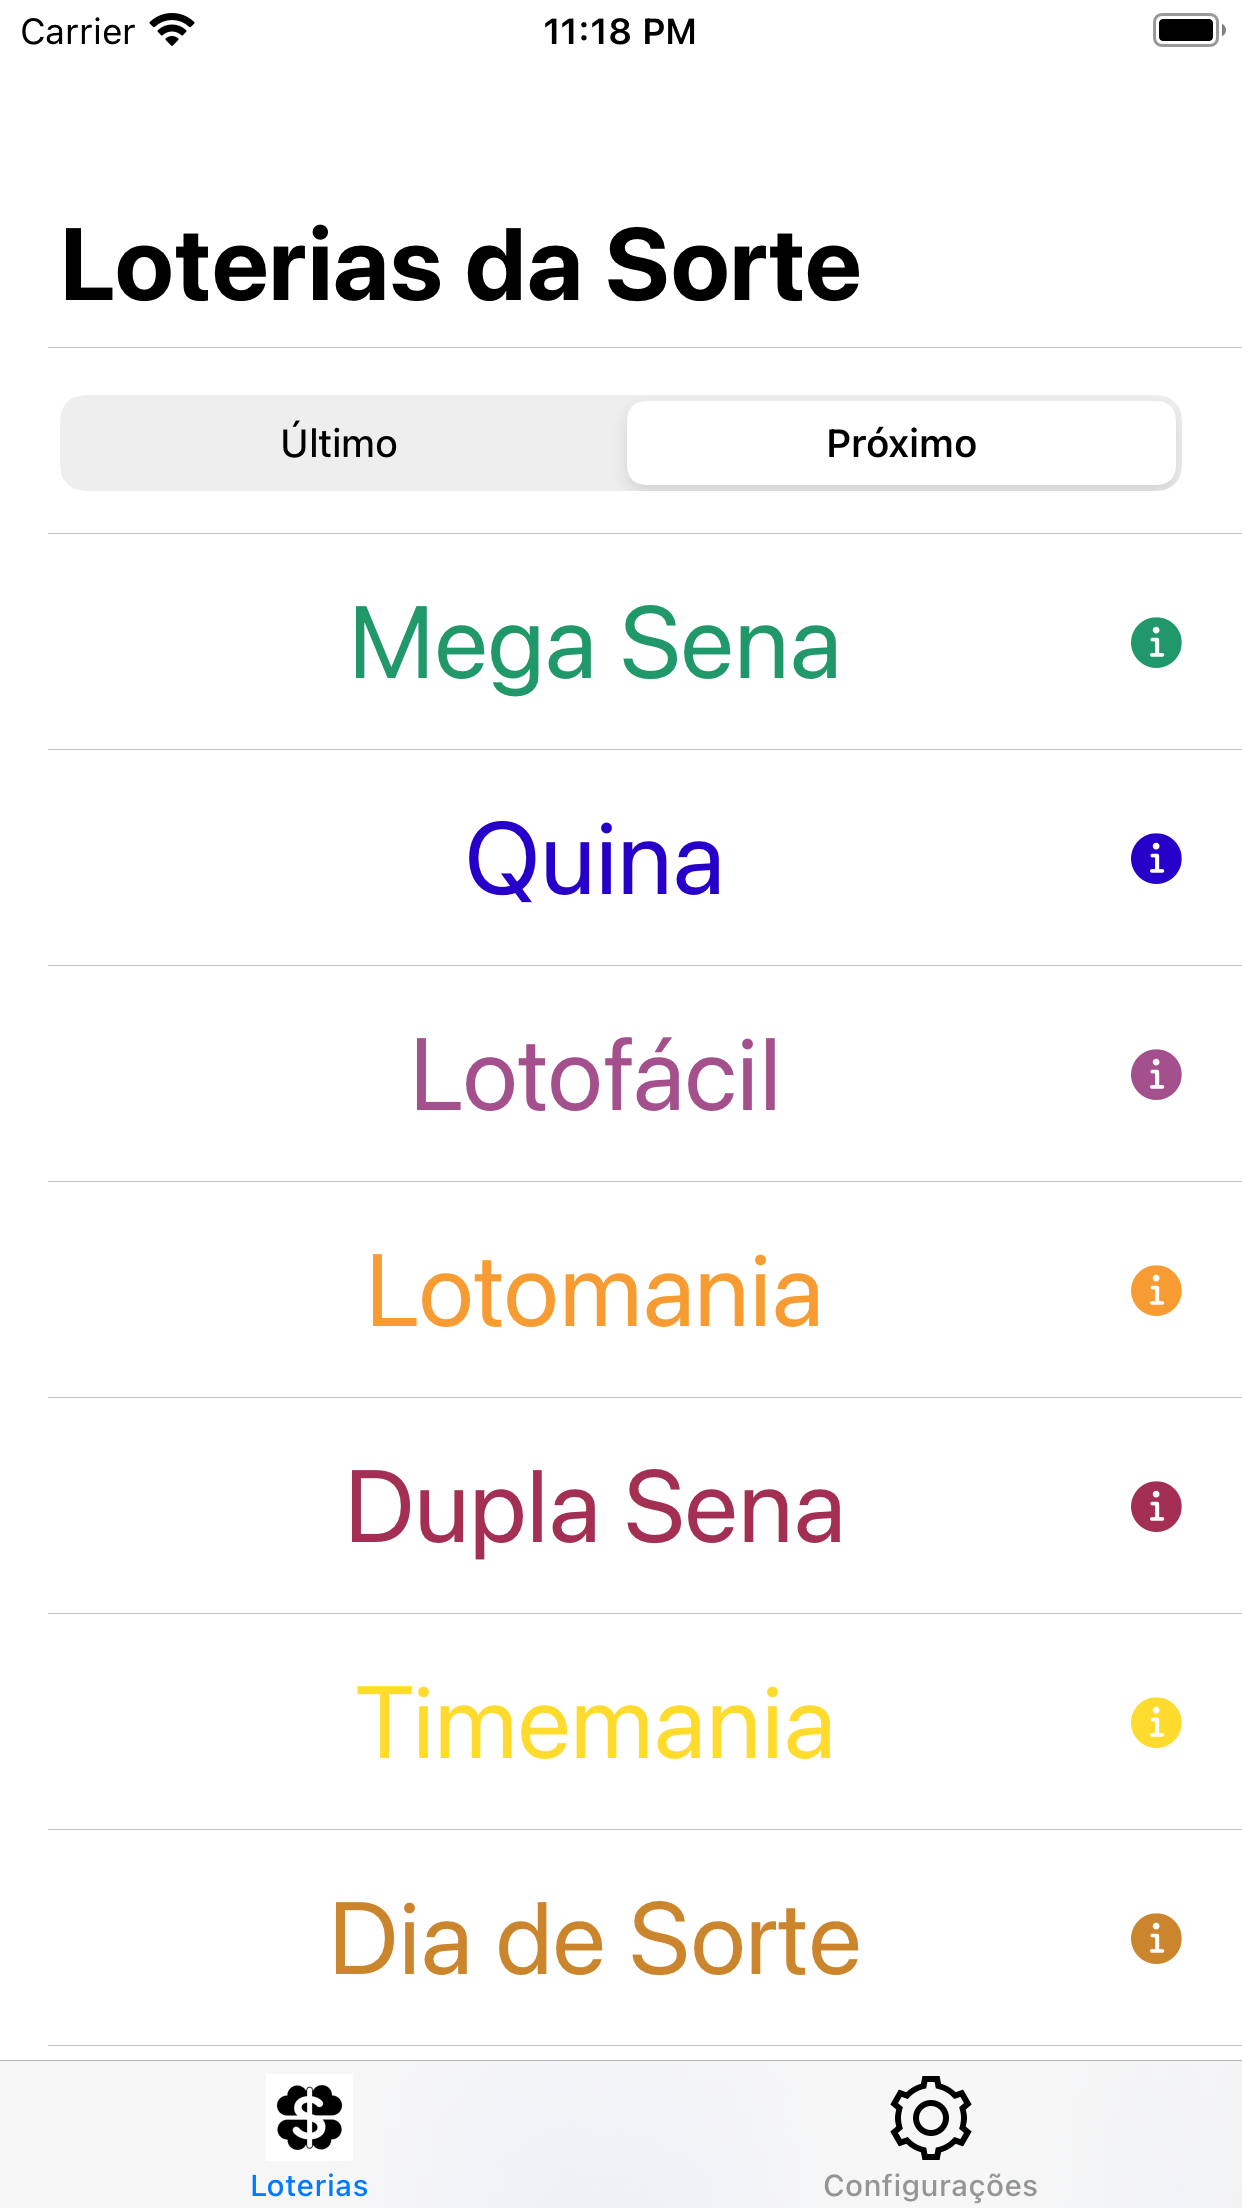 Carrier 11:18 PM
Loterias da Sorte
Último Próximo
Mega Sena
Quina
Lotofácil
Lotomania
Dupla Sena
Timemania
Dia de Sorte
Loterias Configurações